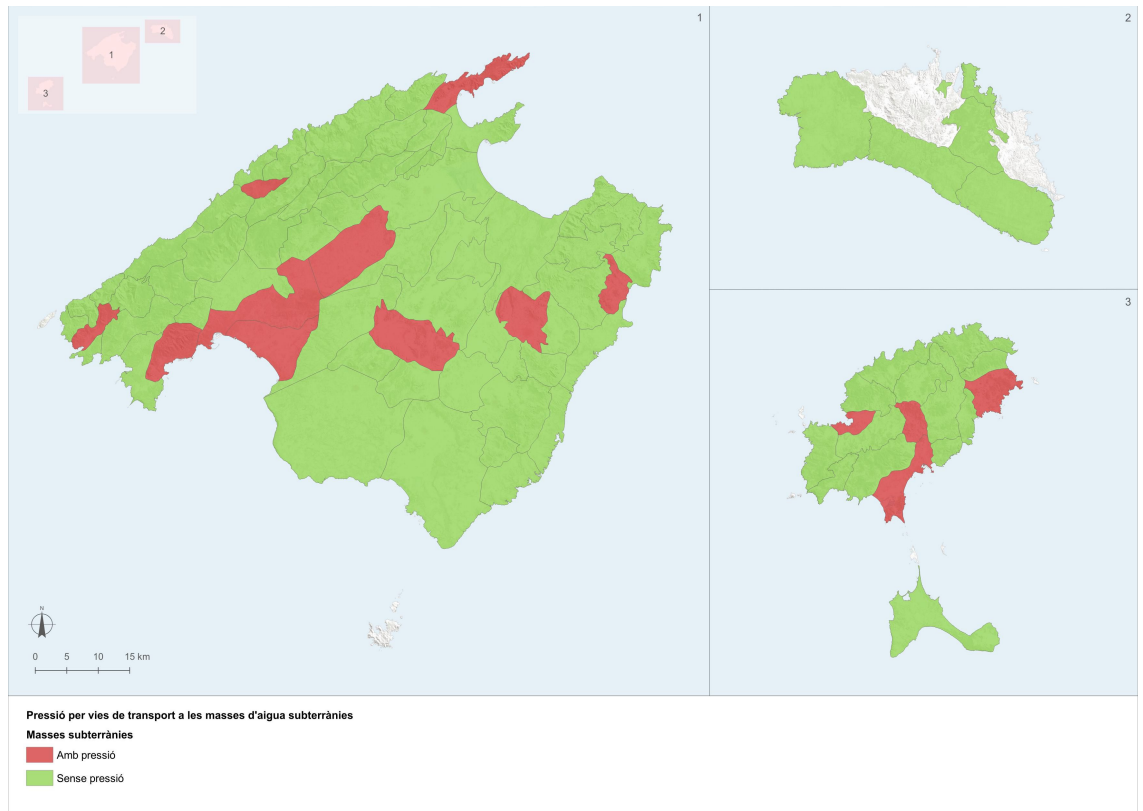 1
2
1
2
3
3
N
0 5 10 15 km
Pressió per vies de transport a les masses d'aigua subterrànies
Masses subterrànies
Amb pressió
Sense pressió